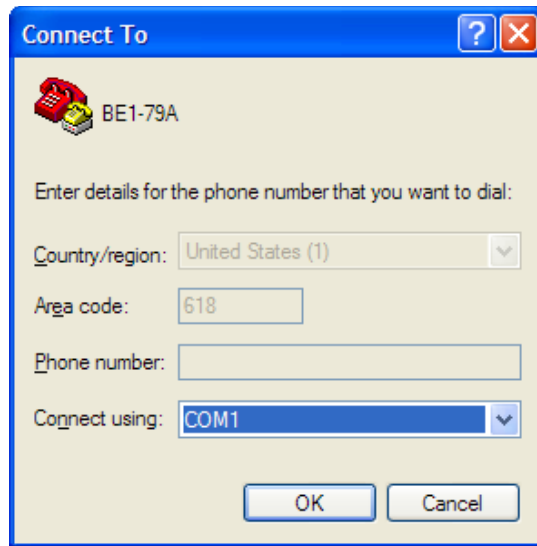 Connect To
BE1-79A
Enter details for the phone number that you want to dial:
Country/region: United States (1)
Area code: 618
Phone number:
Connect using: COM1
OK Cancel